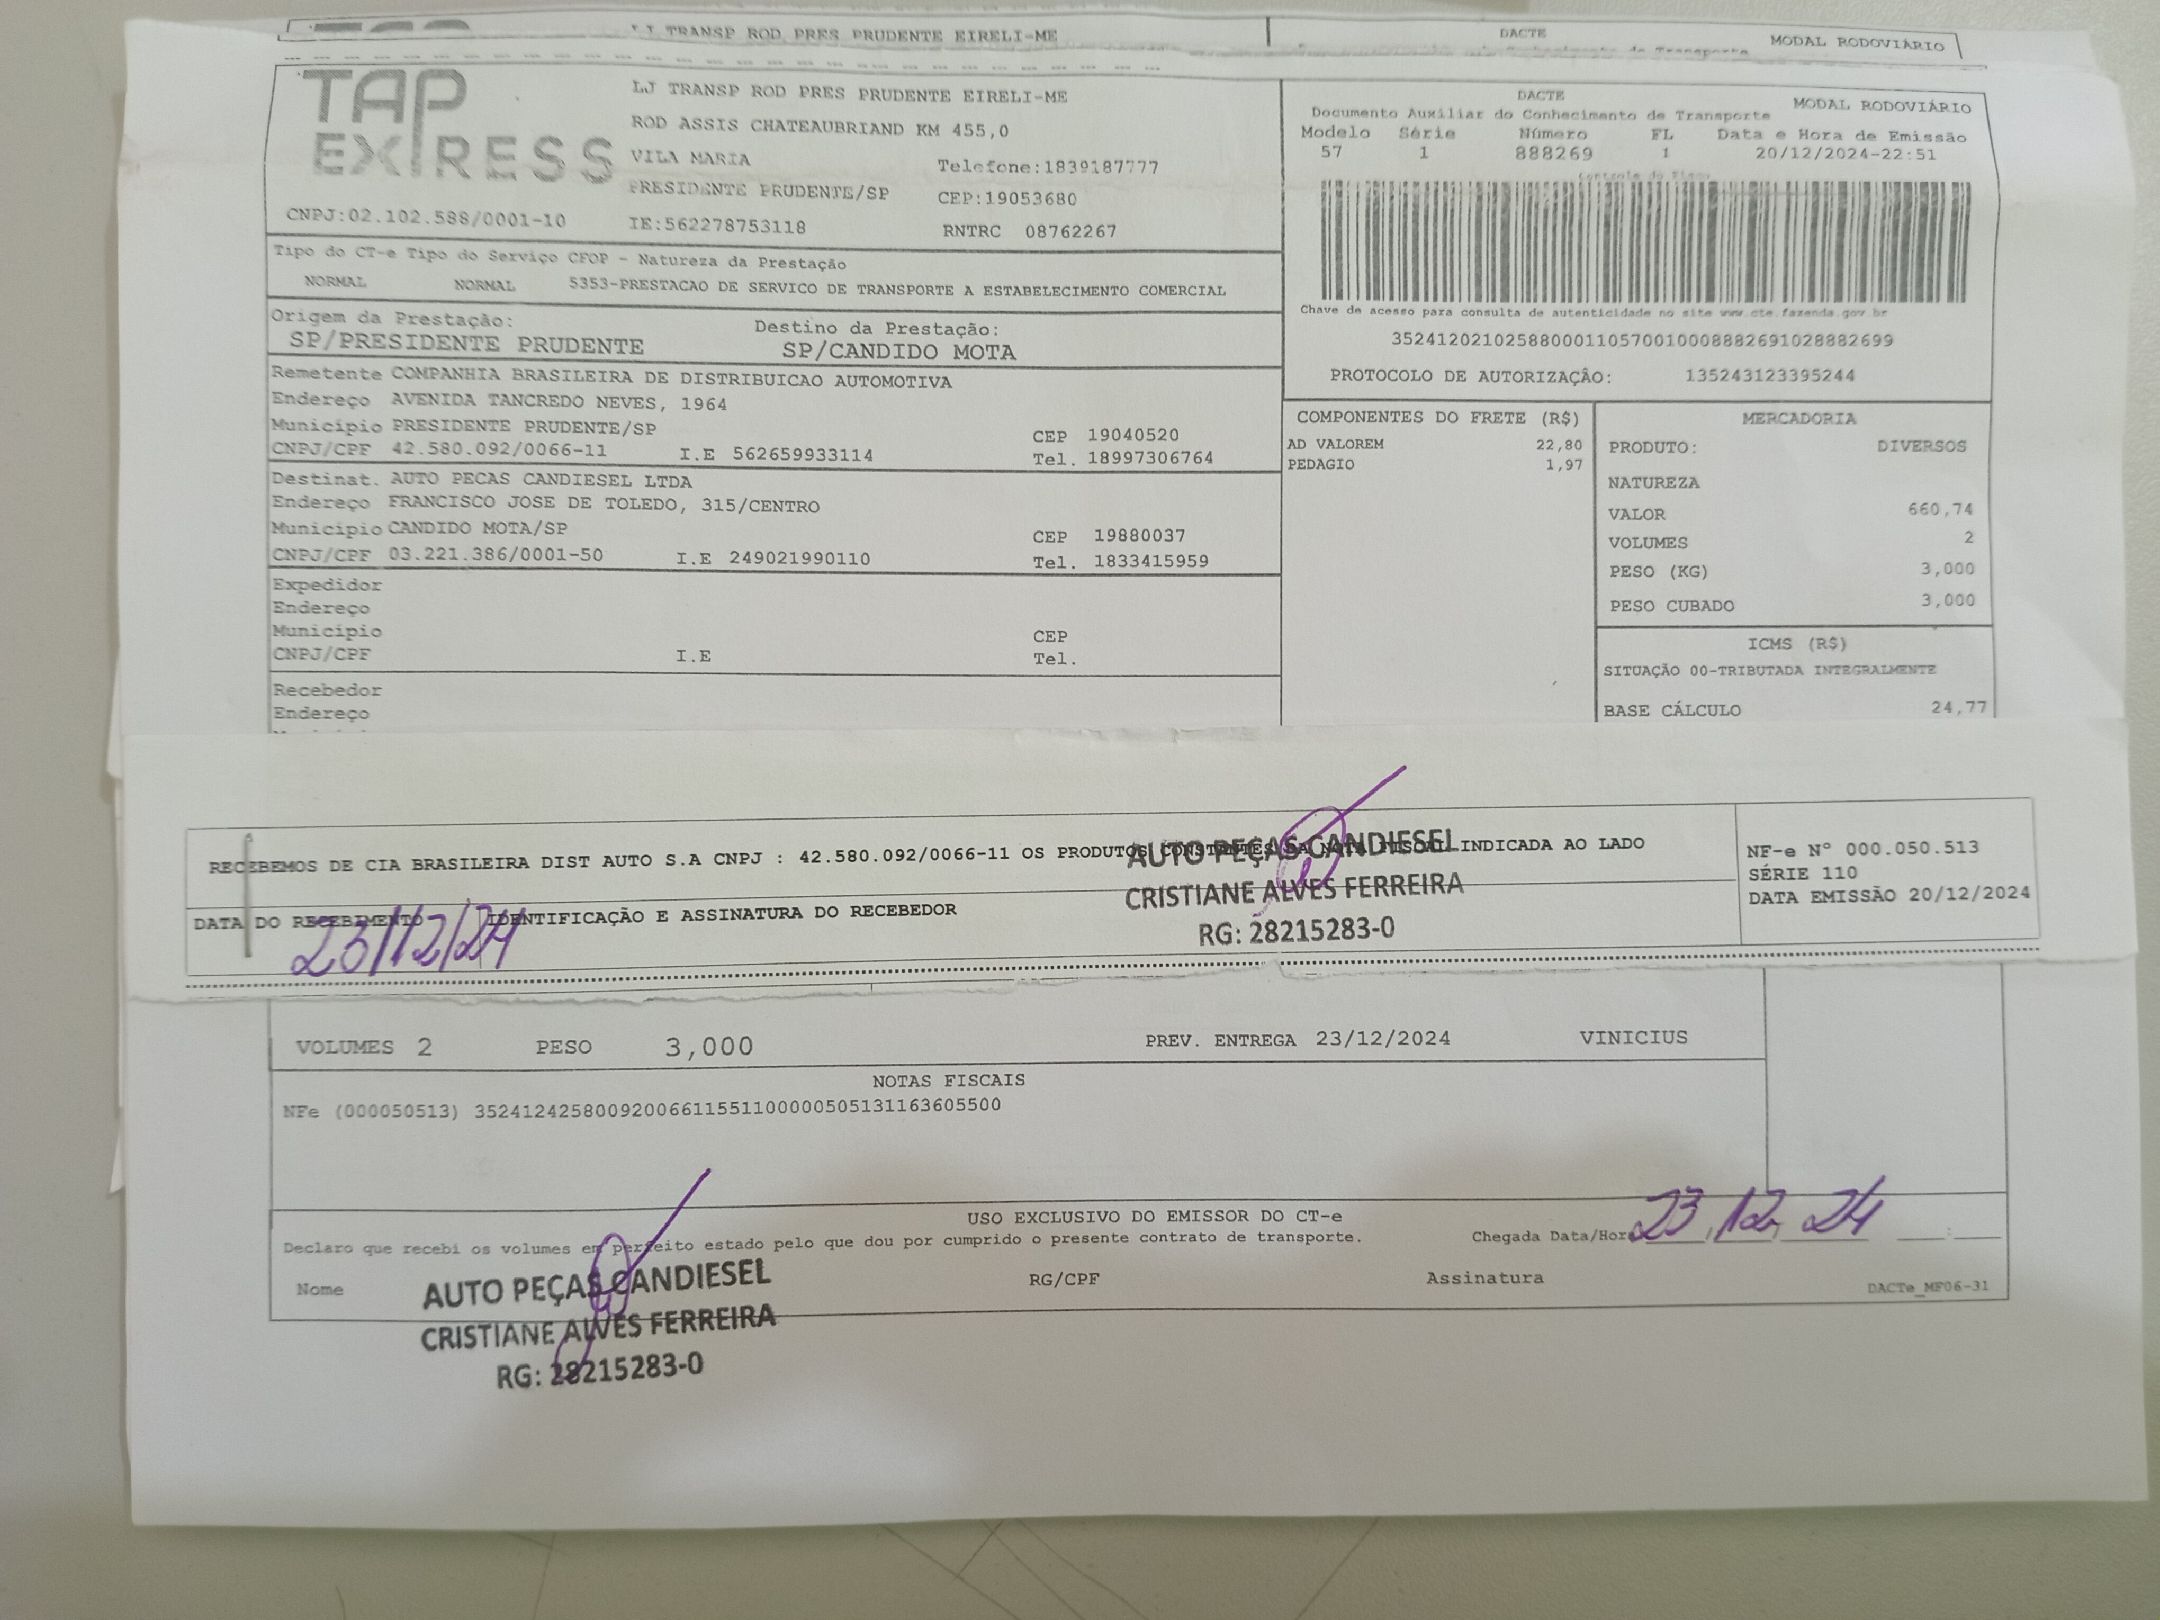 LJ TRANSP ROD PRES PRUDENTE EIRELI-ME
DACTE
MODAL RODOVIÁRIO
TAP EXPRESS
LJ TRANSP ROD PRES PRUDENTE EIRELI-ME
ROD ASSIS CHATEAUBRIAND KM 455,0
VILA MARIA Telefone:1839187777
PRESIDENTE PRUDENTE/SP CEP:19053680
CNPJ:02.102.588/0001-10 IE:562278753118 RNTRC 08762267
DACTE MODAL RODOVIÁRIO
Documento Auxiliar do Conhecimento de Transporte
Modelo Série Número FL Data e Hora de Emissão
57 1 888269 1 20/12/2024-22:51
Controle do Fisco
Chave de acesso para consulta de autenticidade no site www.cte.fazenda.gov.br
35241202102588000110570010008882691028882699
PROTOCOLO DE AUTORIZAÇÃO: 135243123395244
Tipo do CT-e Tipo do Serviço CFOP - Natureza da Prestação
NORMAL NORMAL 5353-PRESTACAO DE SERVICO DE TRANSPORTE A ESTABELECIMENTO COMERCIAL
Origem da Prestação: Destino da Prestação:
SP/PRESIDENTE PRUDENTE SP/CANDIDO MOTA
Remetente COMPANHIA BRASILEIRA DE DISTRIBUICAO AUTOMOTIVA
Endereço AVENIDA TANCREDO NEVES, 1964
Município PRESIDENTE PRUDENTE/SP CEP 19040520
CNPJ/CPF 42.580.092/0066-11 I.E 562659933114 Tel. 18997306764
Destinat. AUTO PECAS CANDIESEL LTDA
Endereço FRANCISCO JOSE DE TOLEDO, 315/CENTRO
Município CANDIDO MOTA/SP CEP 19880037
CNPJ/CPF 03.221.386/0001-50 I.E 249021990110 Tel. 1833415959
Expedidor
Endereço
Município CEP
CNPJ/CPF I.E Tel.
Recebedor
Endereço
COMPONENTES DO FRETE (R$)
AD VALOREM 22,80
PEDAGIO 1,97
MERCADORIA
PRODUTO: DIVERSOS
NATUREZA
VALOR 660,74
VOLUMES 2
PESO (KG) 3,000
PESO CUBADO 3,000
ICMS (R$)
SITUAÇÃO 00-TRIBUTADA INTEGRALMENTE
BASE CÁLCULO 24,77
RECEBEMOS DE CIA BRASILEIRA DIST AUTO S.A CNPJ : 42.580.092/0066-11 OS PRODUTOS CONSTANTES DA NOTA FISCAL INDICADA AO LADO
DATA DO RECEBIMENTO IDENTIFICAÇÃO E ASSINATURA DO RECEBEDOR
23/12/24
AUTO PEÇAS CANDIESEL
CRISTIANE ALVES FERREIRA
RG: 28215283-0
NF-e Nº 000.050.513
SÉRIE 110
DATA EMISSÃO 20/12/2024
VOLUMES 2 PESO 3,000 PREV. ENTREGA 23/12/2024 VINICIUS
NOTAS FISCAIS
NFe (000050513) 35241242580092006611551100000505131163605500
USO EXCLUSIVO DO EMISSOR DO CT-e
Declaro que recebi os volumes em perfeito estado pelo que dou por cumprido o presente contrato de transporte. Chegada Data/Hora 23/12/24
Nome RG/CPF Assinatura DACTe_MF06-31
AUTO PEÇAS CANDIESEL
CRISTIANE ALVES FERREIRA
RG: 28215283-0